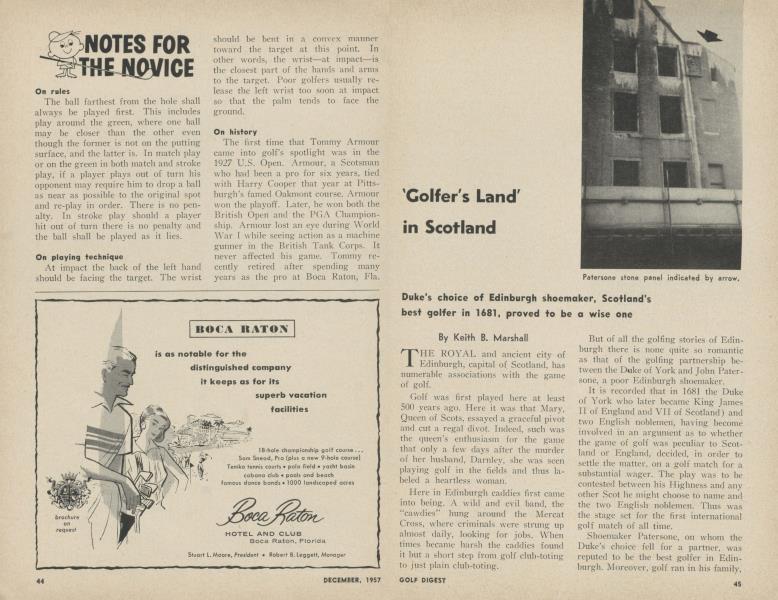 NOTES FOR
THE NOVICE
On rules
The ball farthest from the hole shall
always be played first. This includes
play around the green, where one ball
may be closer than the other even
though the former is not on the putting
surface, and the latter is. In match play
or on the green in both match and stroke
play, if a player plays out of turn his
opponent may require him to drop a ball
as near as possible to the original spot
and re-play in order. There is no pen-
alty. In stroke play should a player
hit out of turn there is no penalty and
the ball shall be played as it lies.
On playing technique
At impact the back of the left hand
should be facing the target. The wrist
should be bent in a convex manner
toward the target at this point. In
other words, the wrist—at impact—is
the closest part of the hands and arms
to the target. Poor golfers usually re-
lease the left wrist too soon at impact
so that the palm tends to face the
ground.
On history
The first time that Tommy Armour
came into golf's spotlight was in the
1927 U.S. Open. Armour, a Scotsman
who had been a pro for six years, tied
with Harry Cooper that year at Pitts-
burgh's famed Oakmont course. Armour
won the playoff. Later, he won both the
British Open and the PGA Champion-
ship. Armour lost an eye during World
War I while seeing action as a machine
gunner in the British Tank Corps. It
never affected his game. Tommy re-
cently retired after spending many
years as the pro at Boca Raton, Fla.
BOCA RATON
is as notable for the
distinguished company
it keeps as for its
superb vacation
facilities
18-hole championship golf course...
Sam Snead, Pro (plus a new 9-hole course)
Teniko tennis courts • polo field • yacht basin
cabana club • pools and beach
famous dance bands • 1000 landscaped acres
brochure
on
request
Boca Raton
HOTEL AND CLUB
Boca Raton, Florida
Stuart L. Moore, President • Robert B. Leggett, Manager
44
DECEMBER, 1957
'Golfer's Land'
in Scotland
Patersone stone panel indicated by arrow.
Duke's choice of Edinburgh shoemaker, Scotland's
best golfer in 1681, proved to be a wise one
By Keith B. Marshall
THE ROYAL and ancient city of
Edinburgh, capital of Scotland, has
numerable associations with the game
of golf.
Golf was first played here at least
500 years ago. Here it was that Mary,
Queen of Scots, essayed a graceful pivot
and cut a regal divot. Indeed, such was
the queen's enthusiasm for the game
that only a few days after the murder
of her husband, Darnley, she was seen
playing golf in the fields and thus la-
beled a heartless woman.
Here in Edinburgh caddies first came
into being. A wild and evil band, the
"cawdies" hung around the Mercat
Cross, where criminals were strung up
almost daily, looking for jobs. When
times became harsh the caddies found
it but a short step from golf club-toting
to just plain club-toting.
But of all the golfing stories of Edin-
burgh there is none quite so romantic
as that of the golfing partnership be-
tween the Duke of York and John Pater-
sone, a poor Edinburgh shoemaker.
It is recorded that in 1681 the Duke
of York who later became King James
II of England and VII of Scotland) and
two English noblemen, having become
involved in an argument as to whether
the game of golf was peculiar to Scot-
land or England, decided, in order to
settle the matter, on a golf match for a
substantial wager. The play was to be
contested between his Highness and any
other Scot he might choose to name and
the two English noblemen. Thus was
the stage set for the first international
golf match of all time.
Shoemaker Patersone, on whom the
Duke's choice fell for a partner, was
reputed to be the best golfer in Edin-
burgh. Moreover, golf ran in his family,
GOLF DIGEST
45